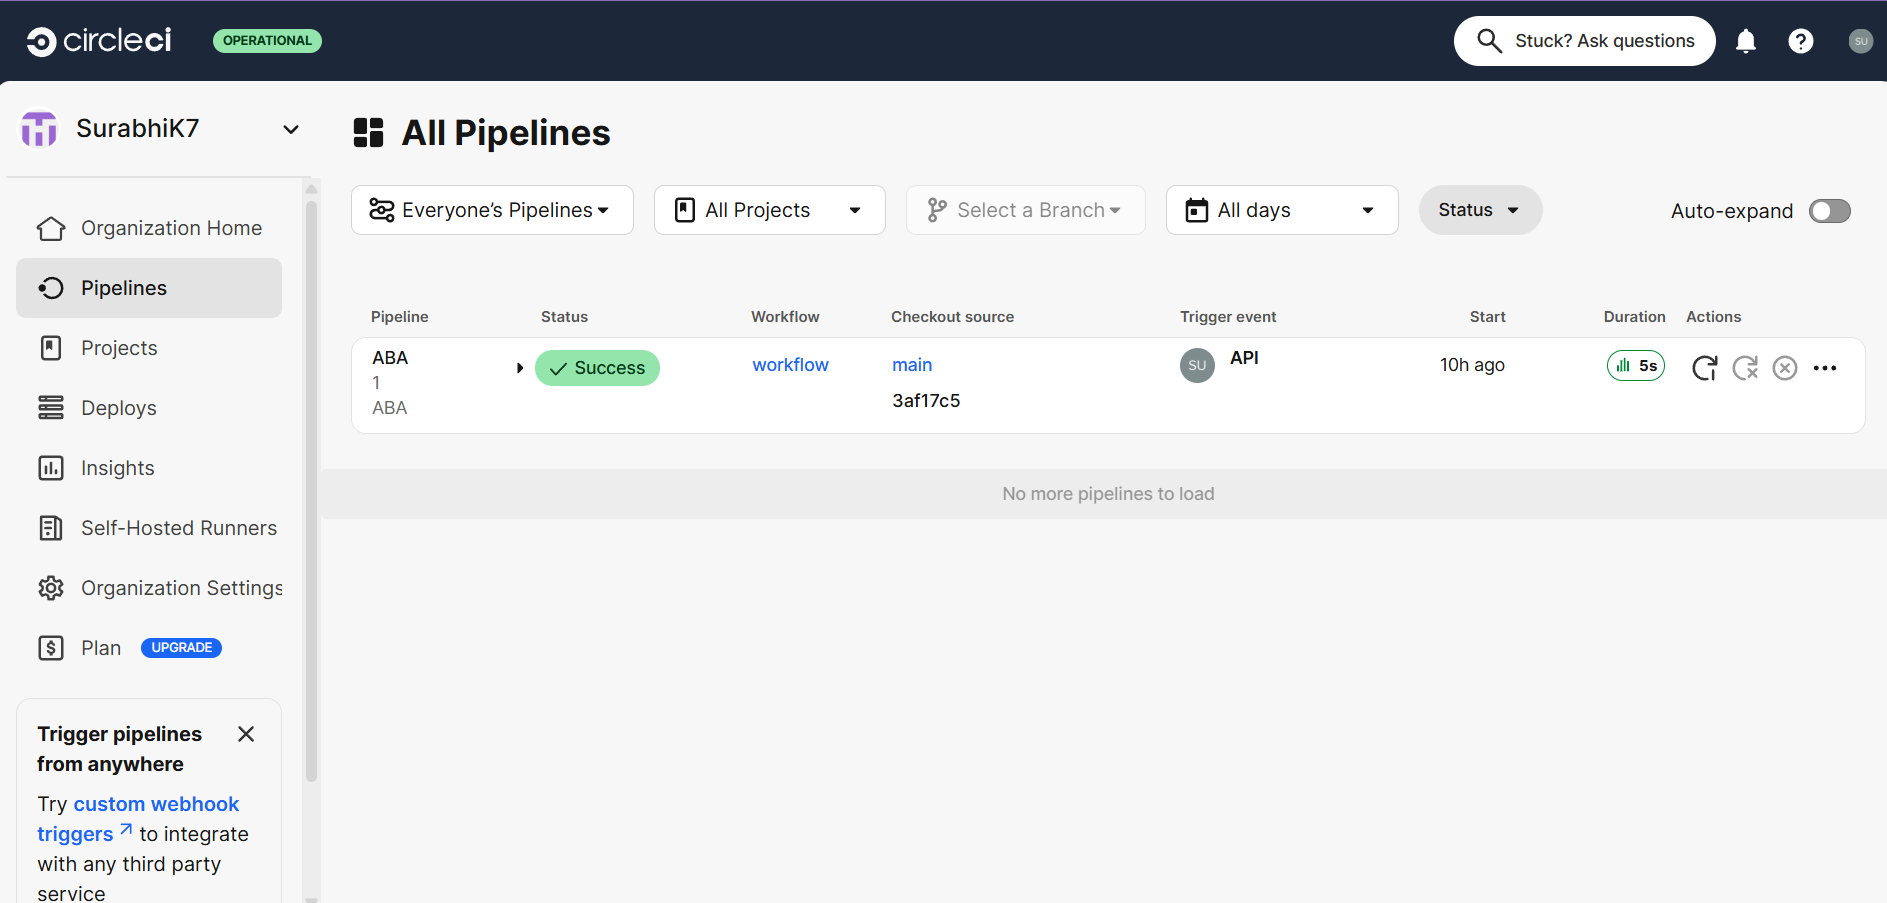 circleci
OPERATIONAL
Stuck? Ask questions
SU
SurabhiK7
Organization Home
Pipelines
Projects
Deploys
Insights
Self-Hosted Runners
Organization Settings
Plan UPGRADE
Trigger pipelines
from anywhere
Try custom webhook
triggers to integrate
with any third party
service
All Pipelines
Everyone’s Pipelines
All Projects
Select a Branch
All days
Status
Auto-expand
Pipeline Status Workflow Checkout source Trigger event Start Duration Actions
ABA
1
ABA
Success
workflow
main
3af17c5
SU
API
10h ago
5s
No more pipelines to load